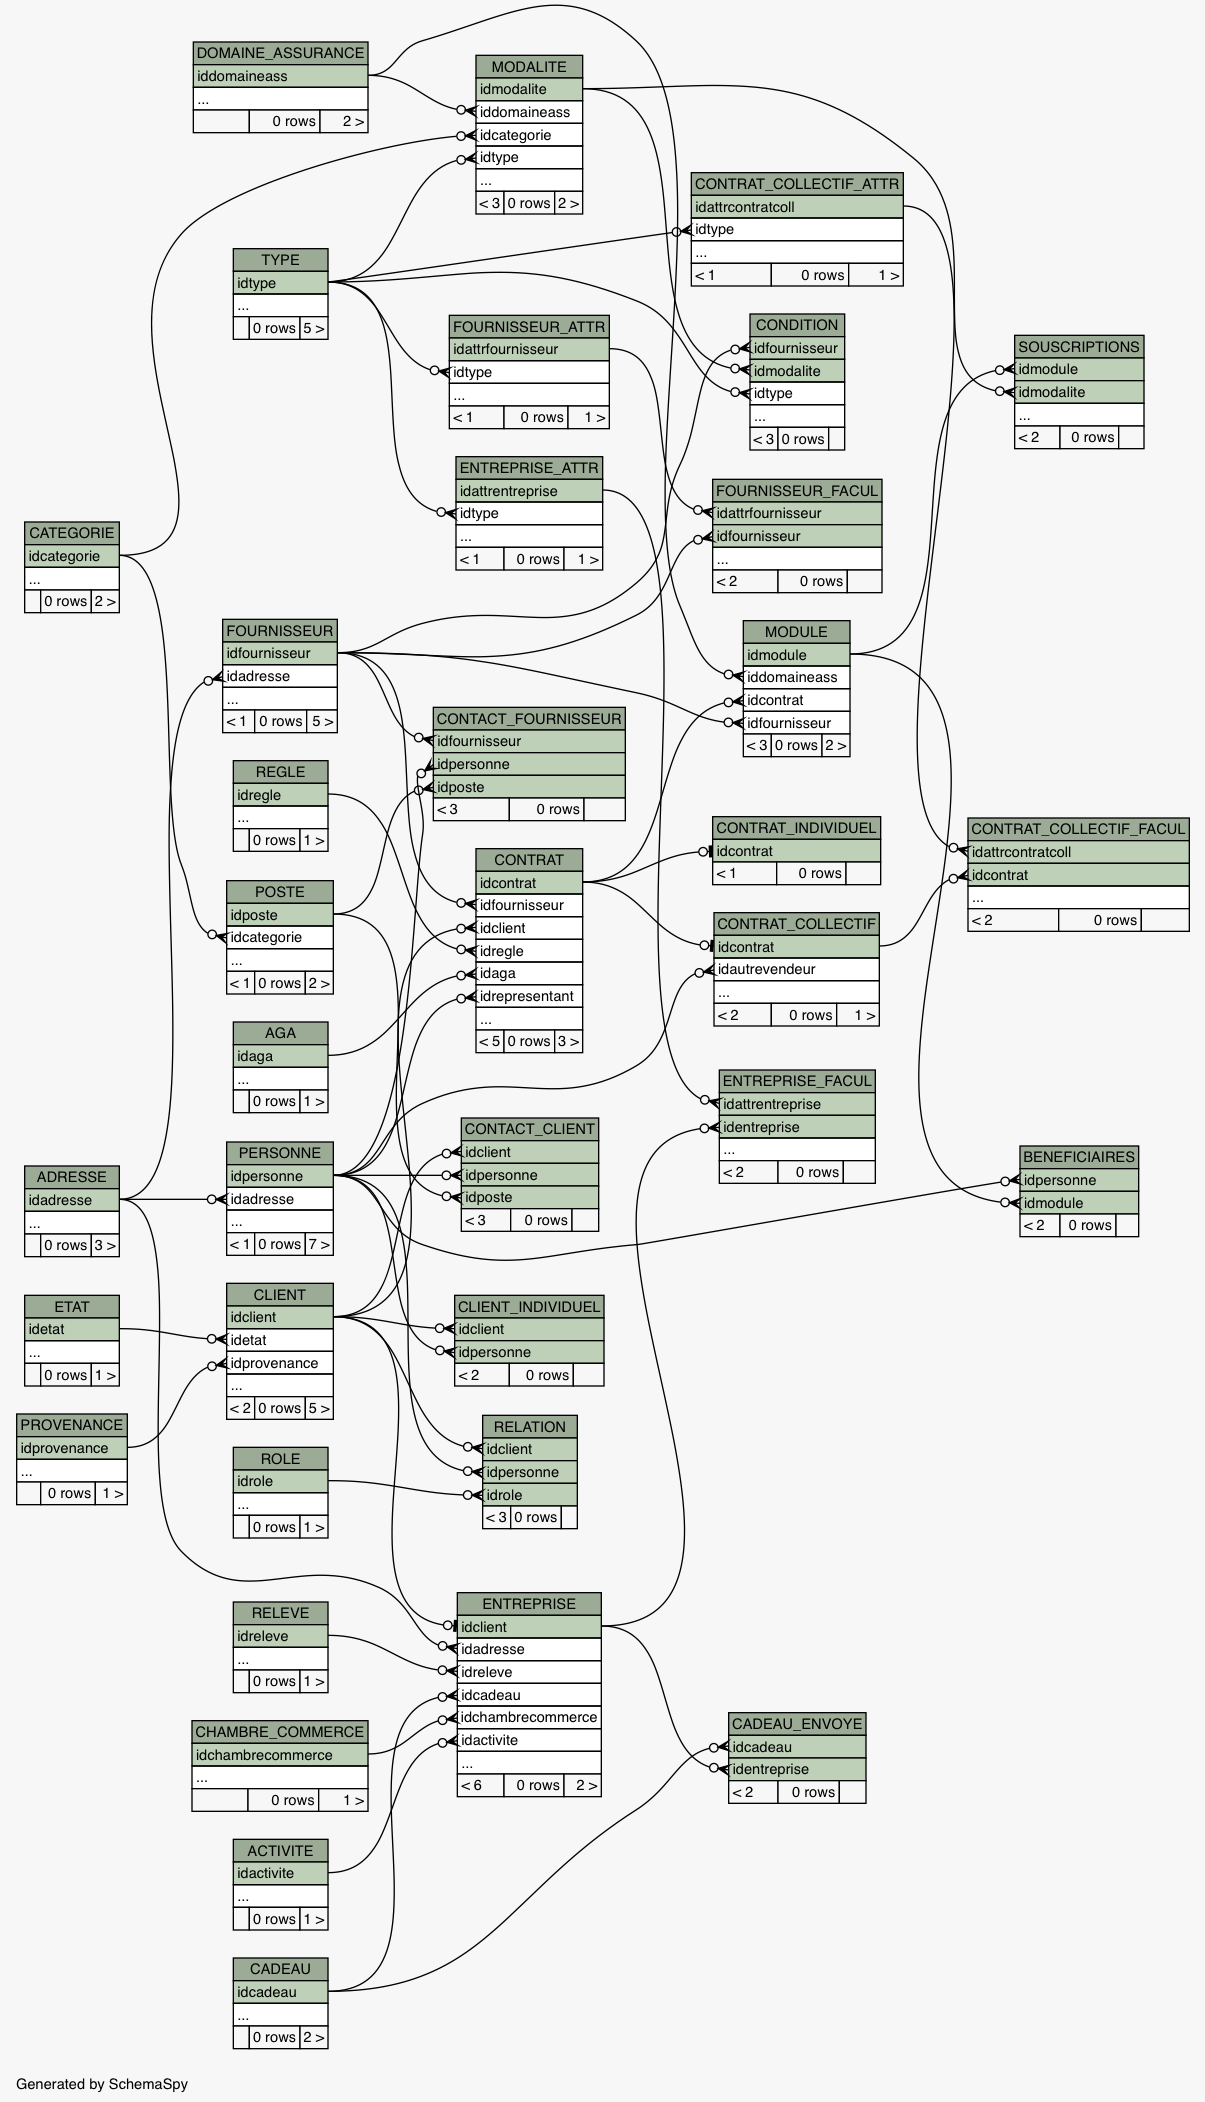 DOMAINE_ASSURANCE
iddomaineass
...
0 rows 2 >
MODALITE
idmodalite
iddomaineass
idcategorie
idtype
...
< 3 0 rows 2 >
CONTRAT_COLLECTIF_ATTR
idattrcontratcoll
idtype
...
< 1 0 rows 1 >
TYPE
idtype
...
0 rows 5 >
FOURNISSEUR_ATTR
idattrfournisseur
idtype
...
< 1 0 rows 1 >
CONDITION
idfournisseur
idmodalite
idtype
...
< 3 0 rows
SOUSCRIPTIONS
idmodule
idmodalite
...
< 2 0 rows
ENTREPRISE_ATTR
idattrentreprise
idtype
...
< 1 0 rows 1 >
FOURNISSEUR_FACUL
idattrfournisseur
idfournisseur
...
< 2 0 rows
CATEGORIE
idcategorie
...
0 rows 2 >
FOURNISSEUR
idfournisseur
idadresse
...
< 1 0 rows 5 >
MODULE
idmodule
iddomaineass
idcontrat
idfournisseur
< 3 0 rows 2 >
CONTACT_FOURNISSEUR
idfournisseur
idpersonne
idposte
< 3 0 rows
REGLE
idregle
...
0 rows 1 >
CONTRAT_INDIVIDUEL
idcontrat
< 1 0 rows
CONTRAT_COLLECTIF_FACUL
idattrcontratcoll
idcontrat
...
< 2 0 rows
CONTRAT
idcontrat
idfournisseur
idclient
idregle
idaga
idrepresentant
...
< 5 0 rows 3 >
POSTE
idposte
idcategorie
...
< 1 0 rows 2 >
CONTRAT_COLLECTIF
idcontrat
idautrevendeur
...
< 2 0 rows 1 >
AGA
idaga
...
0 rows 1 >
ENTREPRISE_FACUL
idattrentreprise
identreprise
...
< 2 0 rows
CONTACT_CLIENT
idclient
idpersonne
idposte
< 3 0 rows
PERSONNE
idpersonne
idadresse
...
< 1 0 rows 7 >
BENEFICIAIRES
idpersonne
idmodule
< 2 0 rows
ADRESSE
idadresse
...
0 rows 3 >
CLIENT
idclient
idetat
idprovenance
...
< 2 0 rows 5 >
ETAT
idetat
...
0 rows 1 >
CLIENT_INDIVIDUEL
idclient
idpersonne
< 2 0 rows
PROVENANCE
idprovenance
...
0 rows 1 >
RELATION
idclient
idpersonne
idrole
< 3 0 rows
ROLE
idrole
...
0 rows 1 >
ENTREPRISE
idclient
idadresse
idreleve
idcadeau
idchambrecommerce
idactivite
...
< 6 0 rows 2 >
RELEVE
idreleve
...
0 rows 1 >
CADEAU_ENVOYE
idcadeau
identreprise
< 2 0 rows
CHAMBRE_COMMERCE
idchambrecommerce
...
0 rows 1 >
ACTIVITE
idactivite
...
0 rows 1 >
CADEAU
idcadeau
...
0 rows 2 >
Generated by SchemaSpy